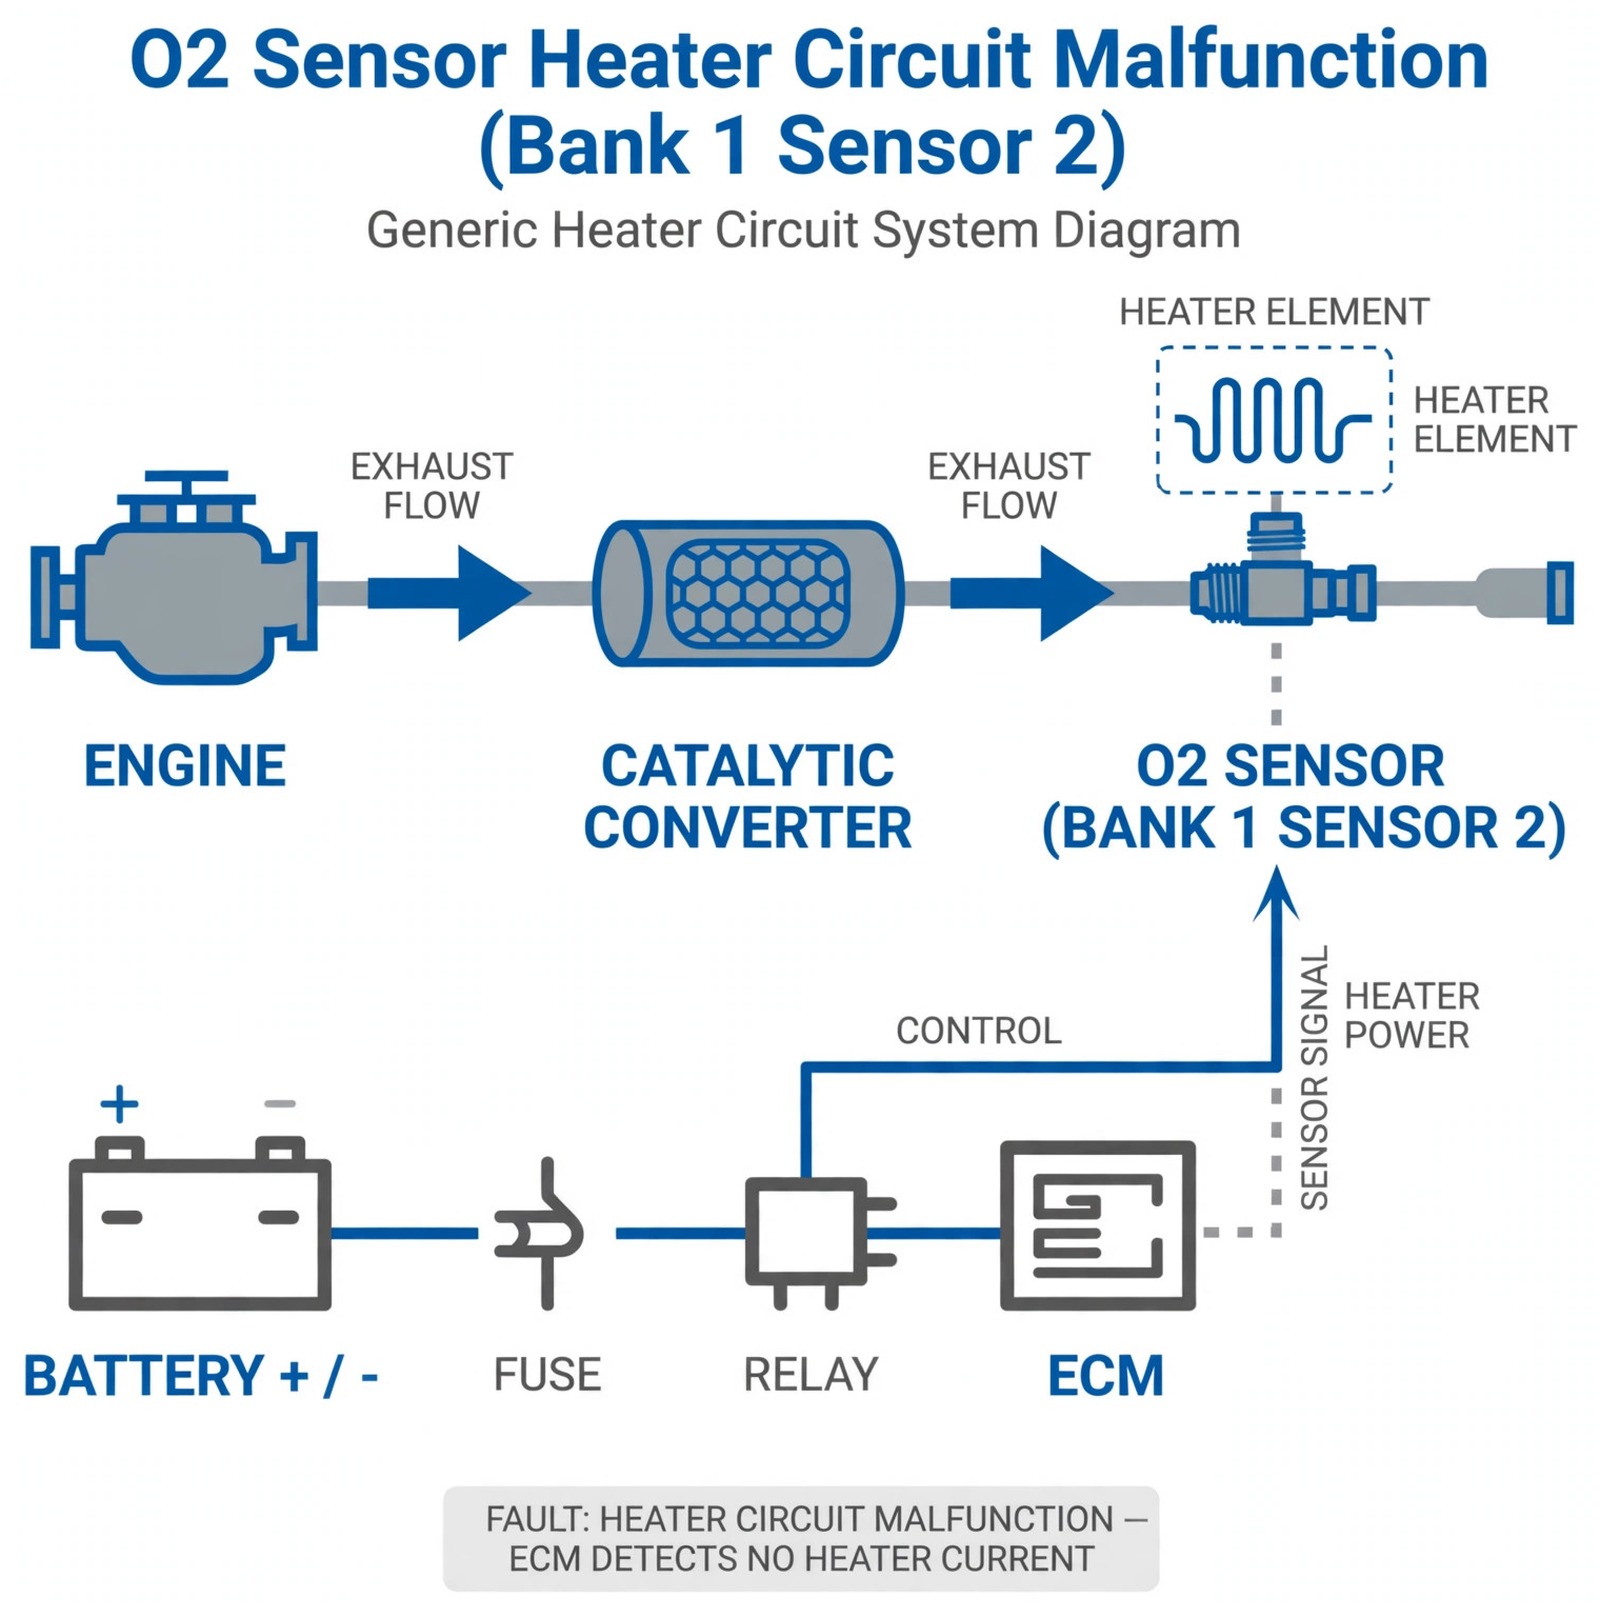 O2 Sensor Heater Circuit Malfunction
(Bank 1 Sensor 2)
Generic Heater Circuit System Diagram
HEATER ELEMENT
HEATER
ELEMENT
EXHAUST
FLOW
EXHAUST
FLOW
ENGINE
CATALYTIC
CONVERTER
O2 SENSOR
(BANK 1 SENSOR 2)
CONTROL
SENSOR SIGNAL
HEATER
POWER
+
−
BATTERY + / -
FUSE
RELAY
ECM
FAULT: HEATER CIRCUIT MALFUNCTION –
ECM DETECTS NO HEATER CURRENT